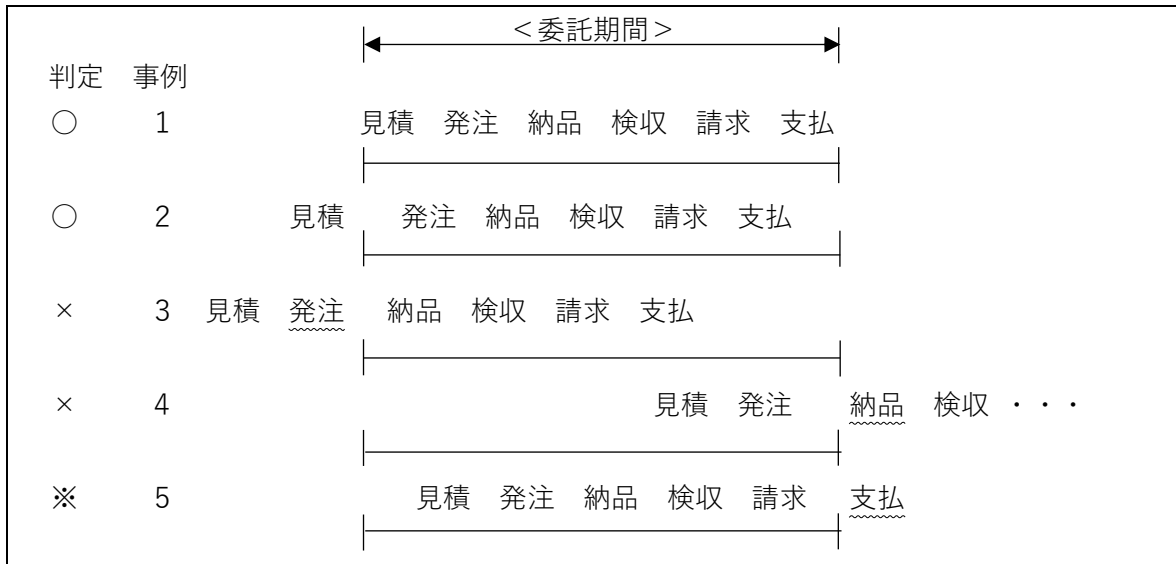 ＜委託期間＞
判定 事例
○ 1 見積 発注 納品 検収 請求 支払
○ 2 見積 発注 納品 検収 請求 支払
× 3 見積 発注 納品 検収 請求 支払
× 4 見積 発注 納品 検収 ・・・
※ 5 見積 発注 納品 検収 請求 支払